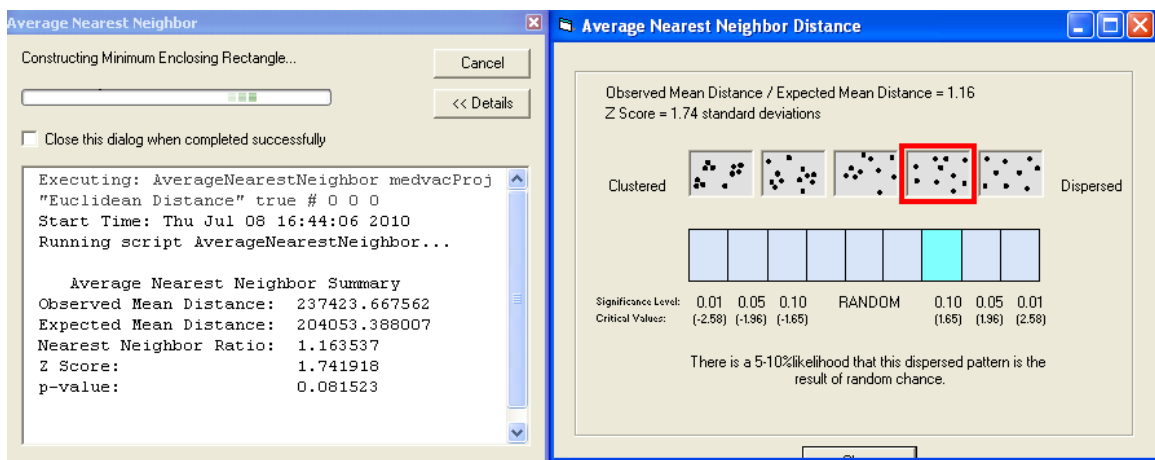 Average Nearest Neighbor
Constructing Minimum Enclosing Rectangle...
Cancel
<< Details
Close this dialog when completed successfully
Executing: AverageNearestNeighbor medvacProj
"Euclidean Distance" true # 0 0 0
Start Time: Thu Jul 08 16:44:06 2010
Running script AverageNearestNeighbor...
Average Nearest Neighbor Summary
Observed Mean Distance: 237423.667562
Expected Mean Distance: 204053.388007
Nearest Neighbor Ratio: 1.163537
Z Score: 1.741918
p-value: 0.081523
Average Nearest Neighbor Distance
Observed Mean Distance / Expected Mean Distance = 1.16
Z Score = 1.74 standard deviations
Clustered
Dispersed
Significance Level: 0.01 0.05 0.10 RANDOM 0.10 0.05 0.01
Critical Values: (-2.58) (-1.96) (-1.65) (1.65) (1.96) (2.58)
There is a 5-10%likelihood that this dispersed pattern is the
result of random chance.